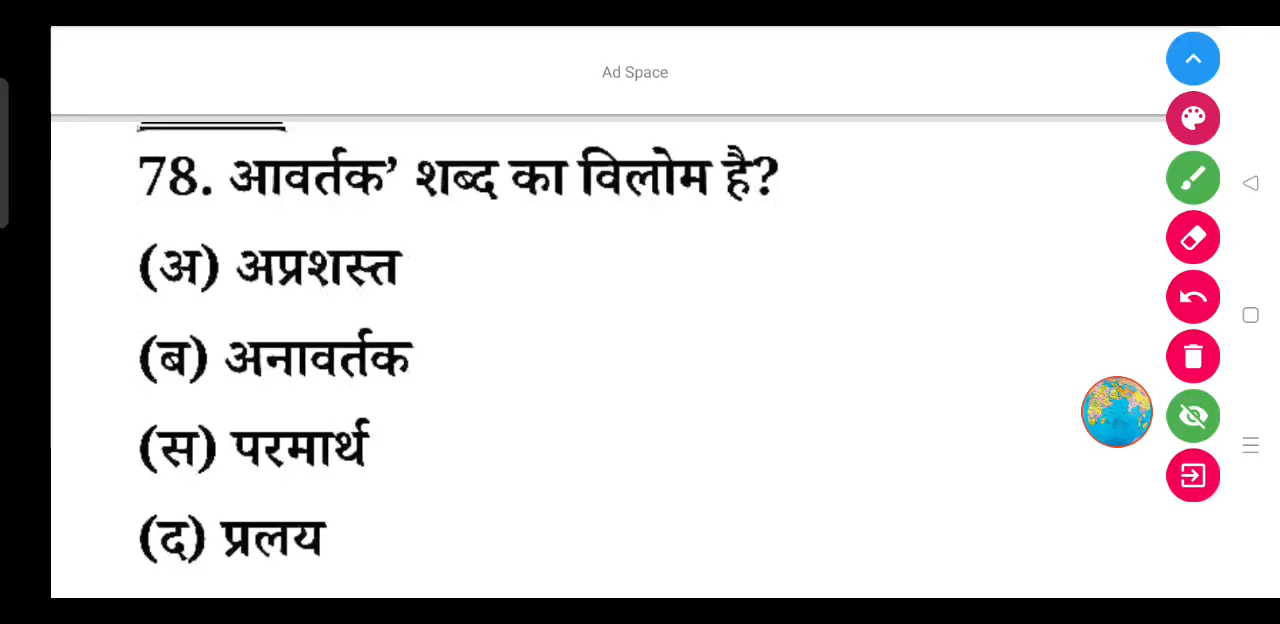 Ad Space
78. आवर्तक’ शब्द का विलोम है?
(अ) अप्रशस्त
(ब) अनावर्तक
(स) परमार्थ
(द) प्रलय